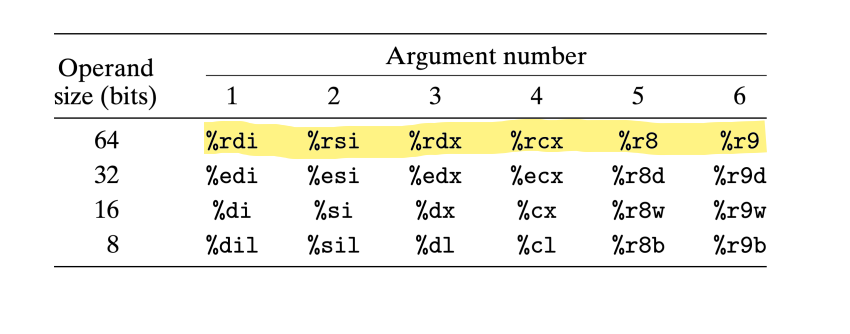 Argument number
Operand
size (bits) 1 2 3 4 5 6
64 %rdi %rsi %rdx %rcx %r8 %r9
32 %edi %esi %edx %ecx %r8d %r9d
16 %di %si %dx %cx %r8w %r9w
8 %dil %sil %dl %cl %r8b %r9b